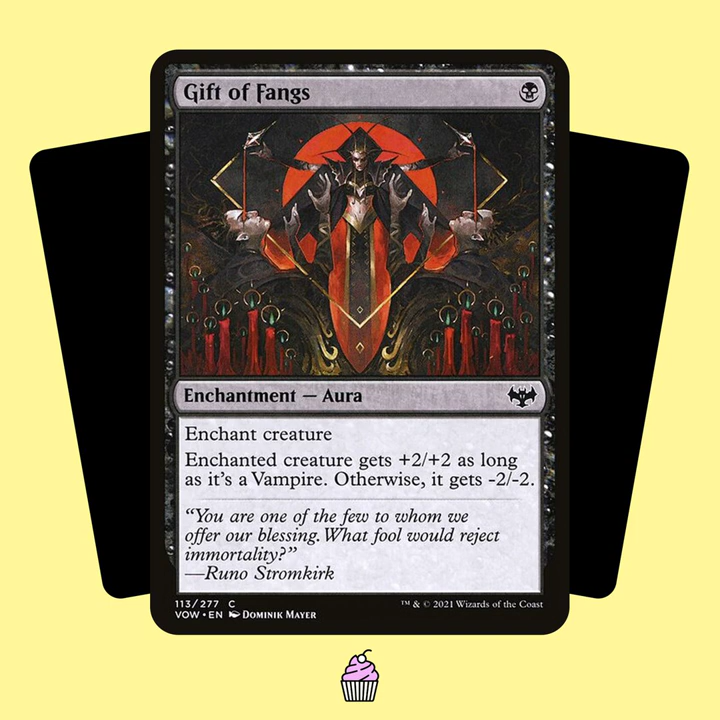 Gift of Fangs
Enchantment — Aura
Enchant creature
Enchanted creature gets +2/+2 as long
as it's a Vampire. Otherwise, it gets -2/-2.
“You are one of the few to whom we
offer our blessing. What fool would reject
immortality?”
—Runo Stromkirk
113/277 C
VOW • EN Dominik Mayer
™ & © 2021 Wizards of the Coast